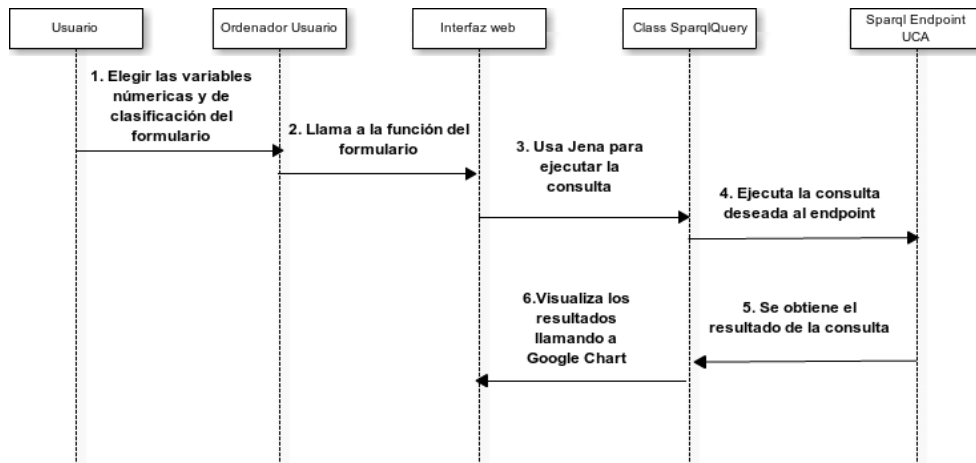 Usuario
Ordenador Usuario
Interfaz web
Class SparqlQuery
Sparql Endpoint
UCA
1. Elegir las variables
númericas y de
clasificación del
formulario
2. Llama a la función del
formulario
3. Usa Jena para
ejecutar la
consulta
4. Ejecuta la consulta
deseada al endpoint
5. Se obtiene el
resultado de la consulta
6.Visualiza los
resultados
llamando a
Google Chart